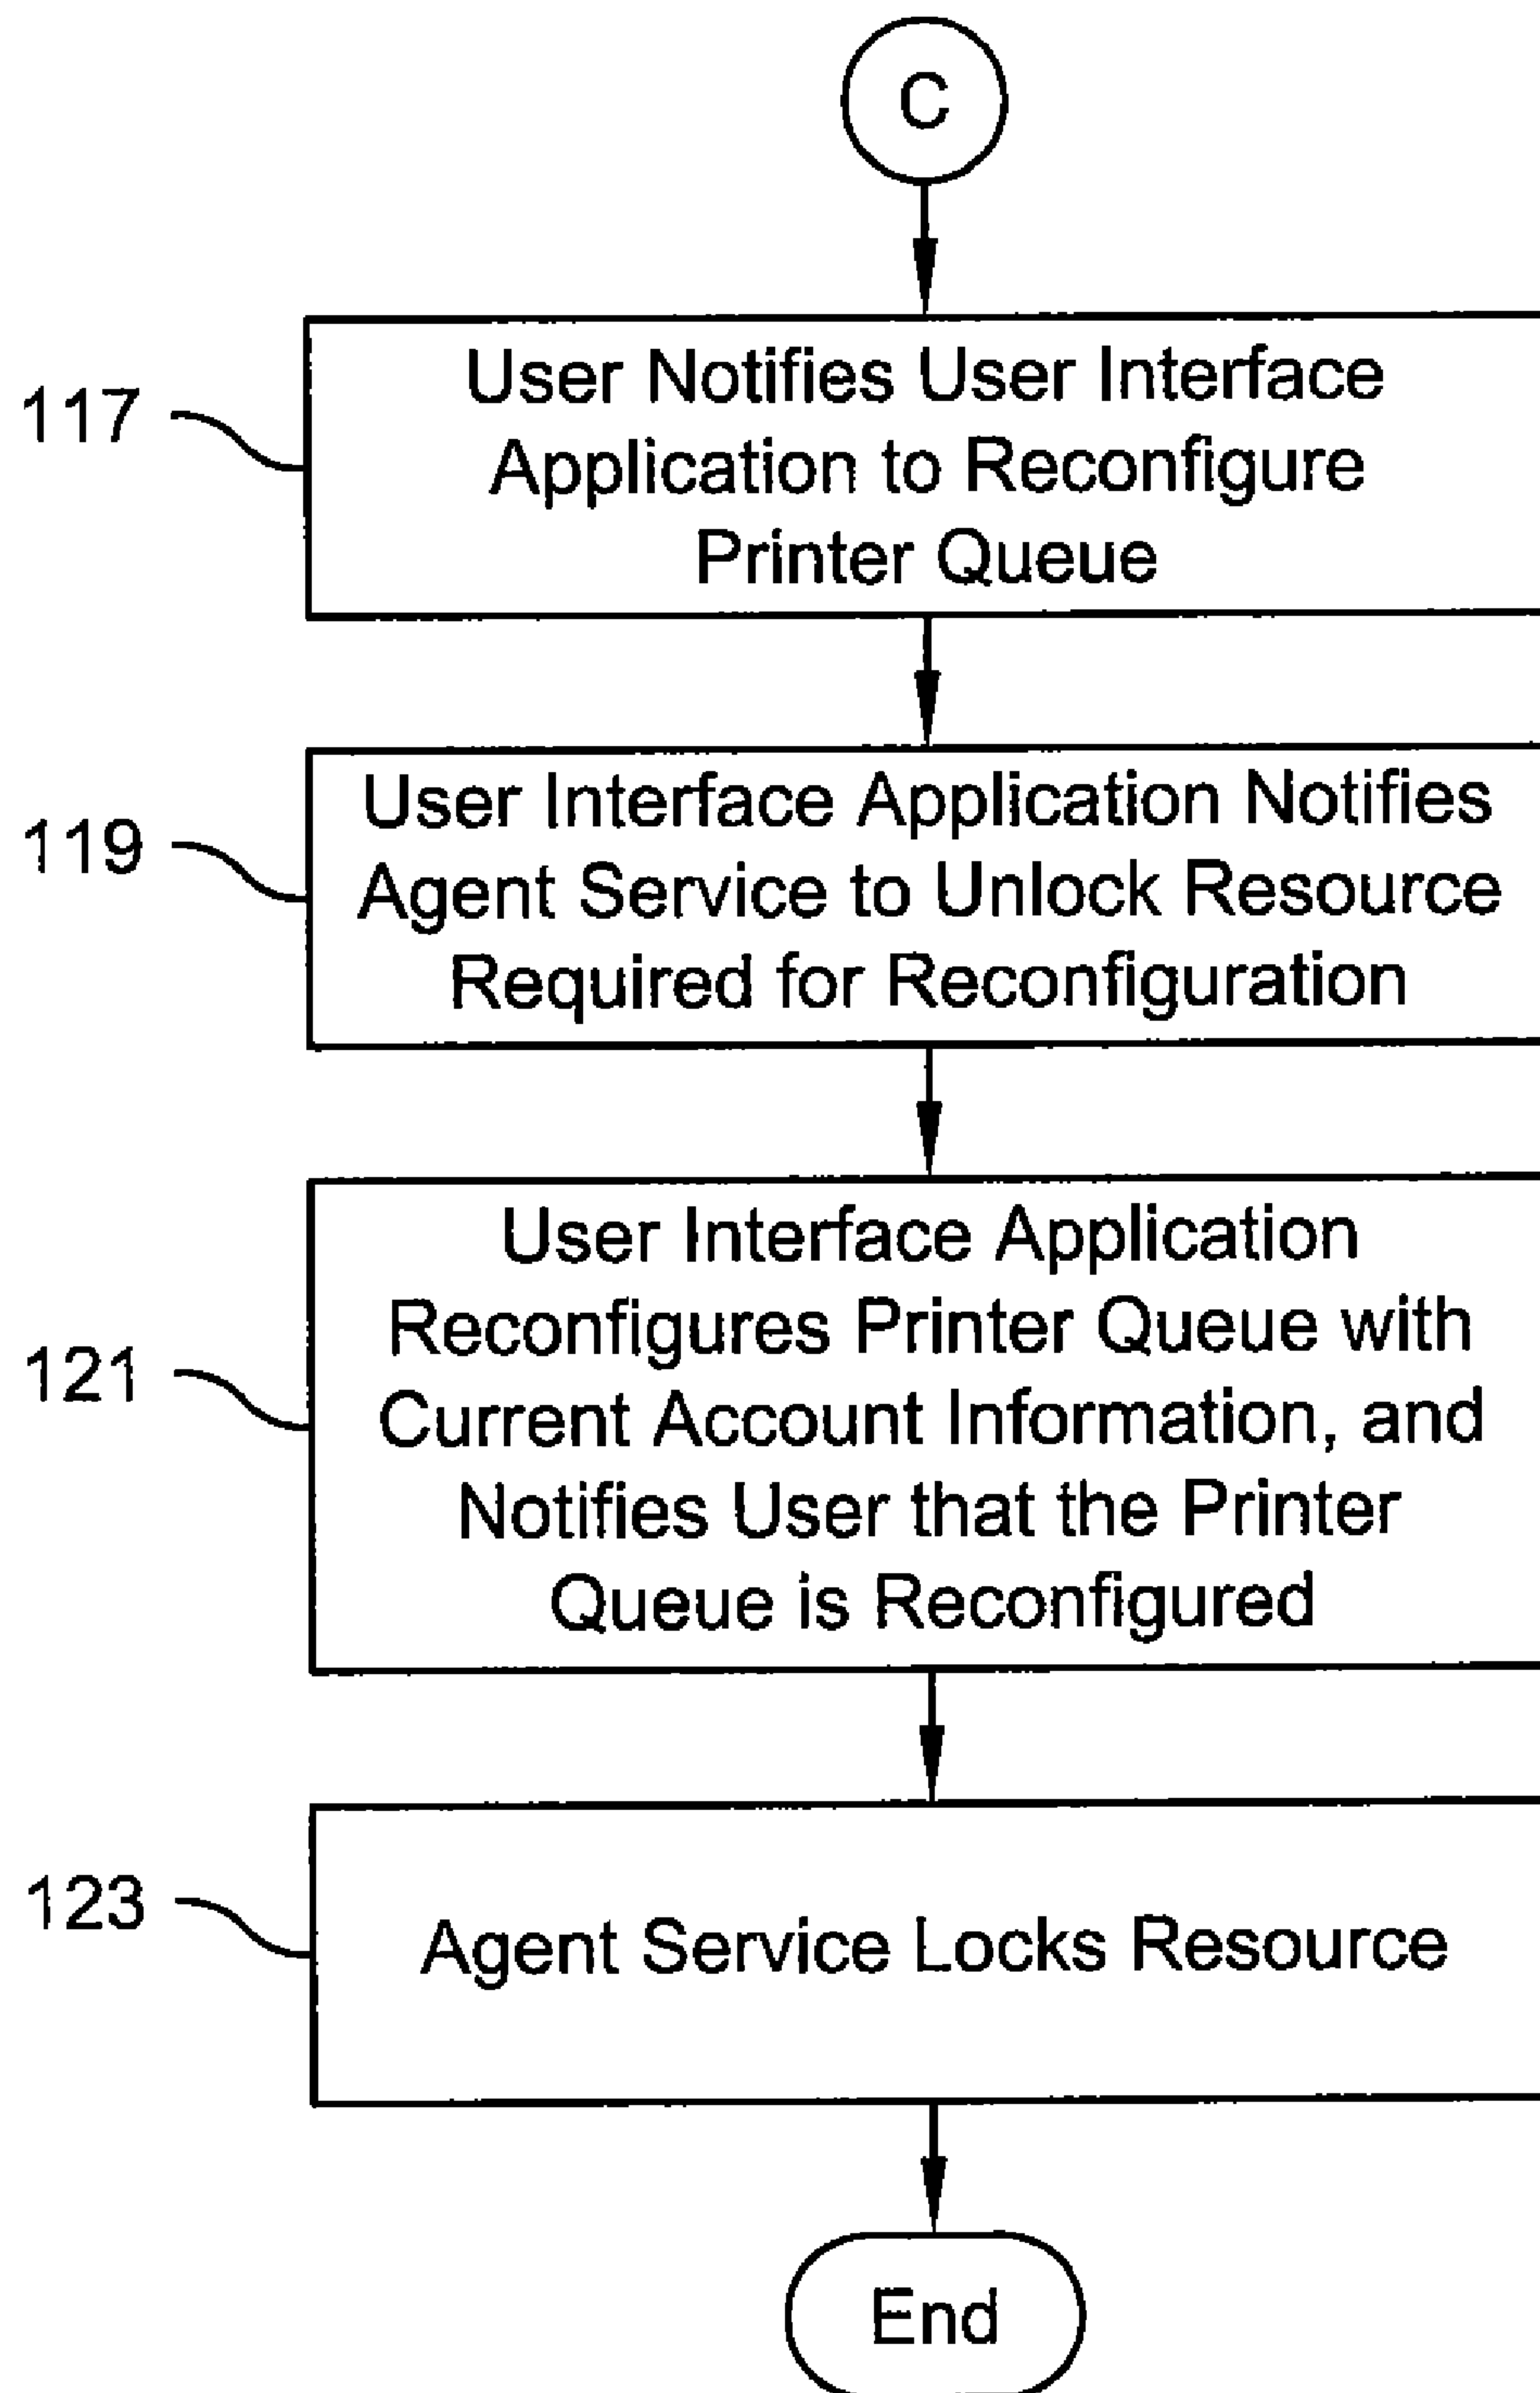 C
117
User Notifies User Interface
Application to Reconfigure
Printer Queue
119
User Interface Application Notifies
Agent Service to Unlock Resource
Required for Reconfiguration
121
User Interface Application
Reconfigures Printer Queue with
Current Account Information, and
Notifies User that the Printer
Queue is Reconfigured
123
Agent Service Locks Resource
End